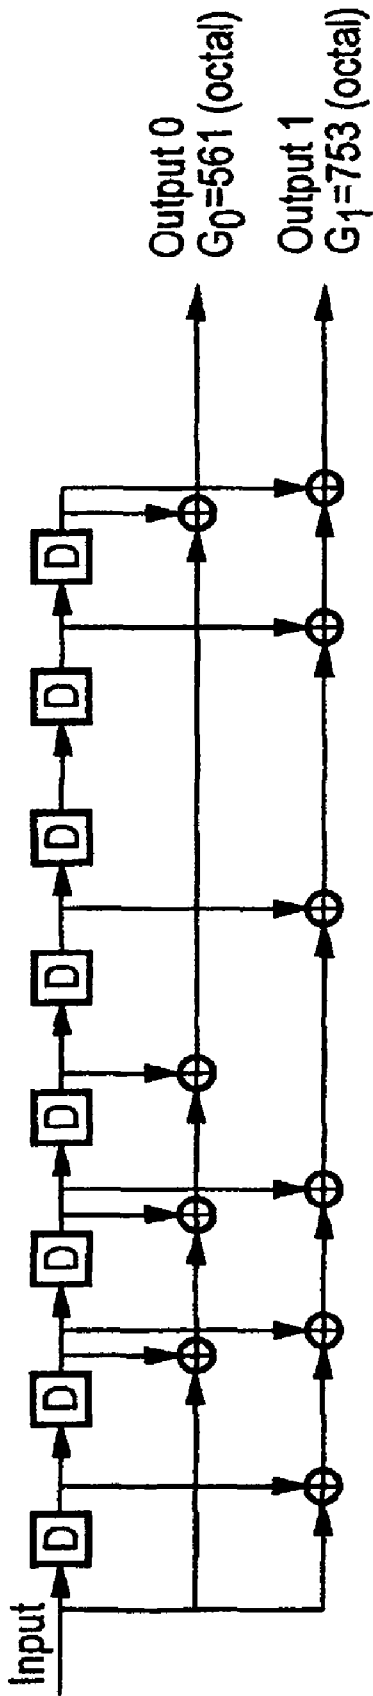 Input
D
D
D
D
D
D
D
D
Output 0
G0=561 (octal)
Output 1
G1=753 (octal)